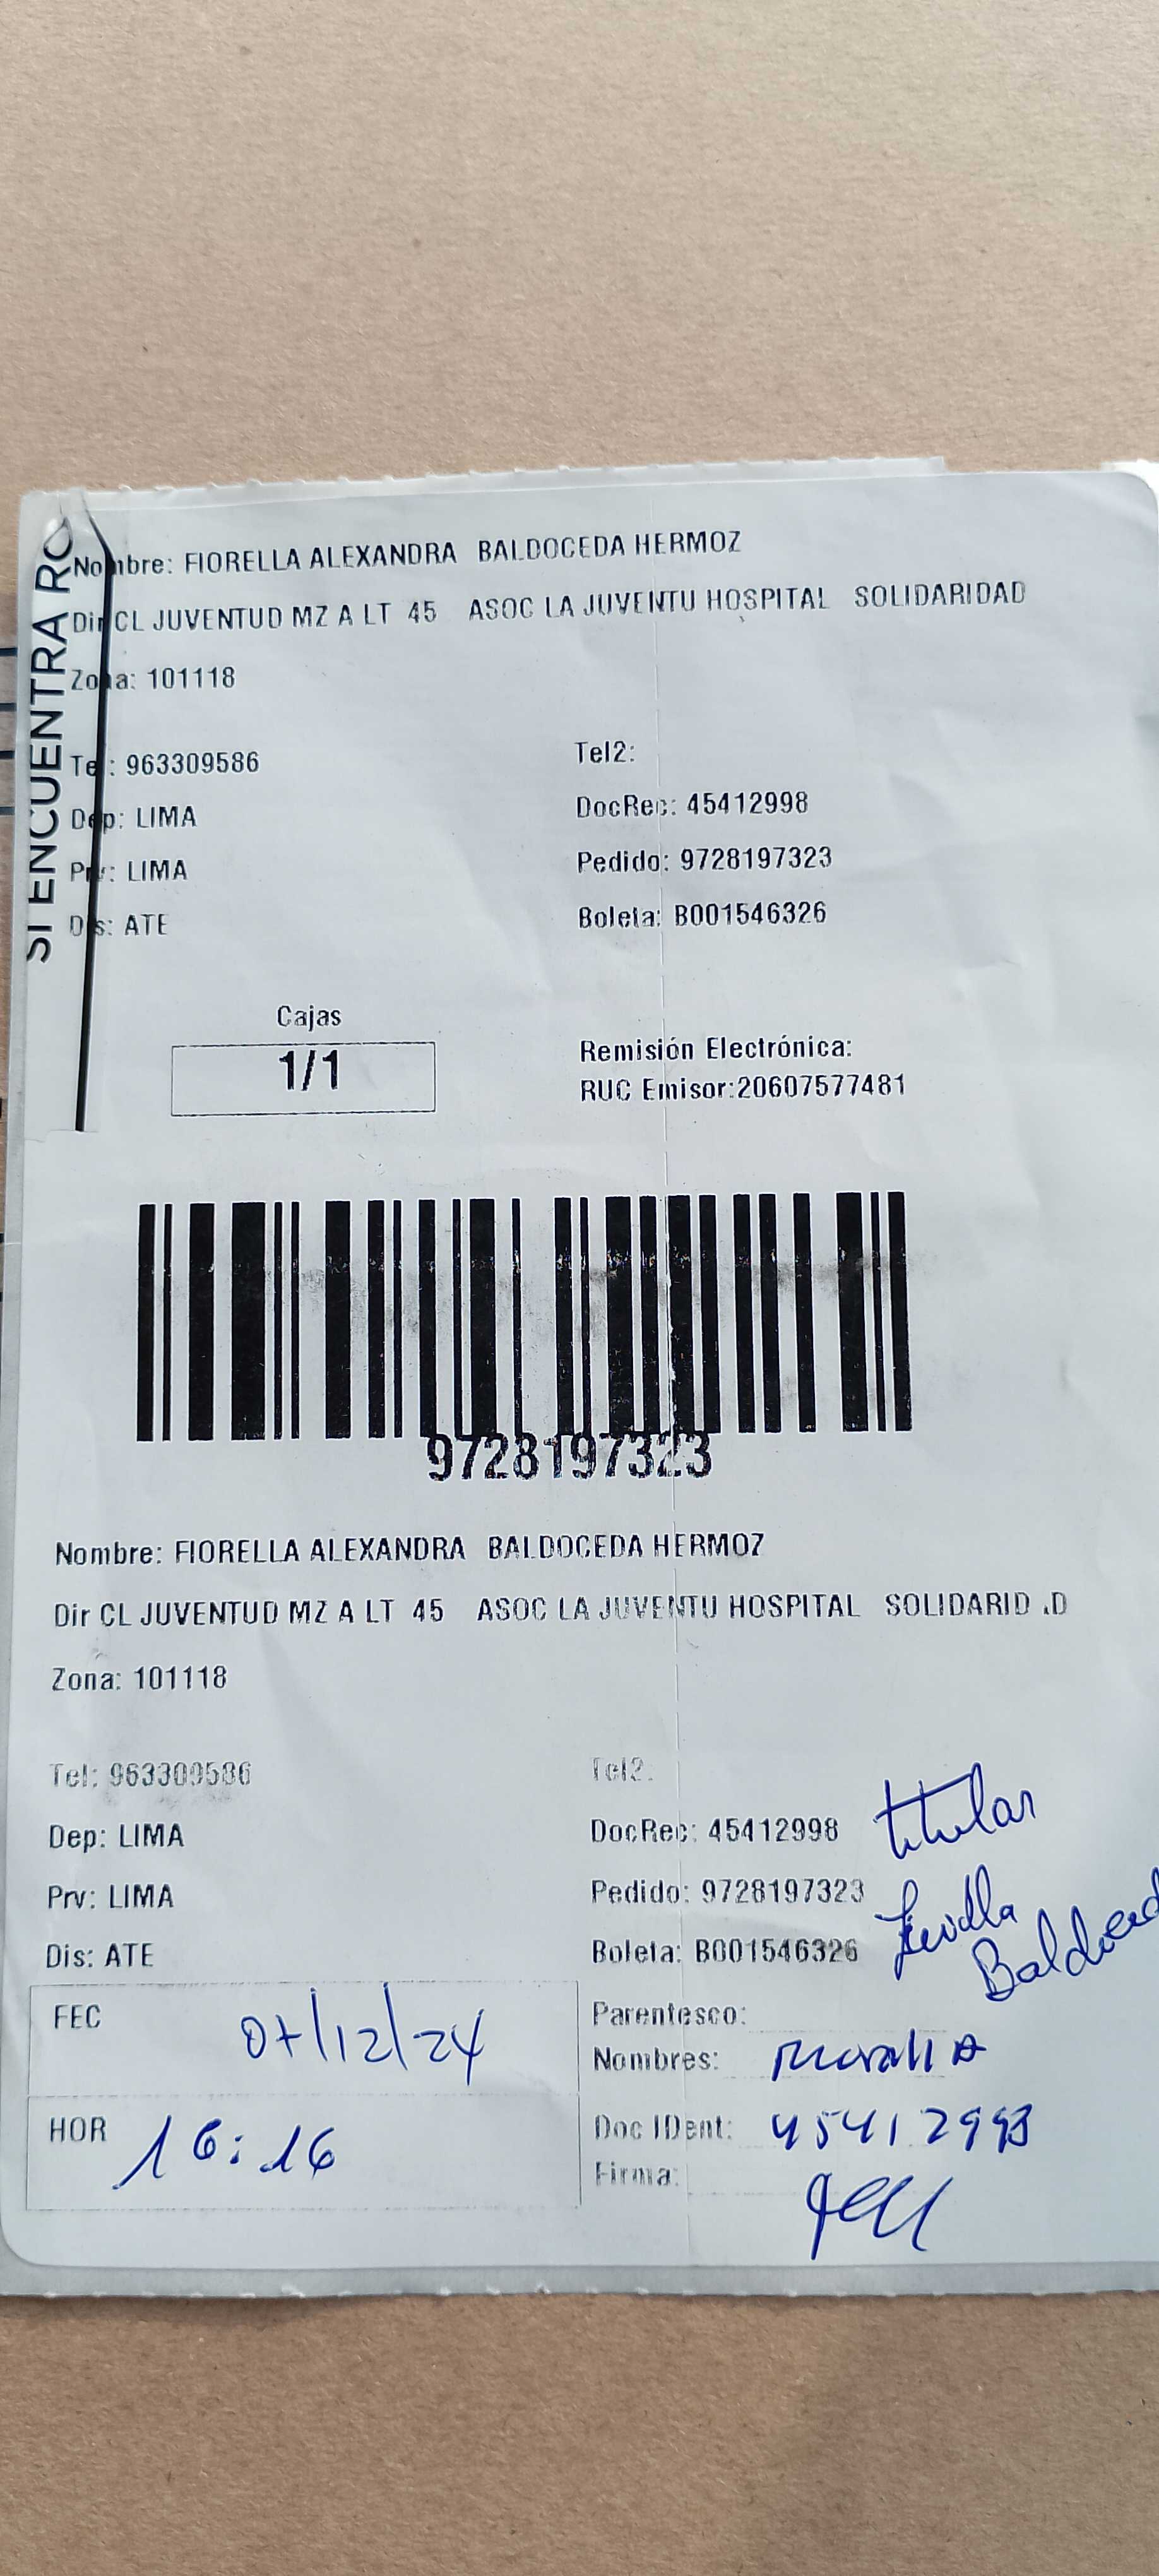 SI ENCUENTRA RO
Nombre: FIORELLA ALEXANDRA BALDOCEDA HERMOZ
Dir CL JUVENTUD MZ A LT 45 ASOC LA JUVENTU HOSPITAL SOLIDARIDAD
Zona: 101118
Tel: 963309586 Tel2:
Dep: LIMA DocRec: 45412998
Prv: LIMA Pedido: 9728197323
Dis: ATE Boleta: B001546326
Cajas
1/1
Remisión Electrónica:
RUC Emisor:20607577481
9728197323
Nombre: FIORELLA ALEXANDRA BALDOCEDA HERMOZ
Dir CL JUVENTUD MZ A LT 45 ASOC LA JUVENTU HOSPITAL SOLIDARID .D
Zona: 101118
Tel: 963309586 Tel2:
Dep: LIMA DocRec: 45412998 titular
Prv: LIMA Pedido: 9728197323
Dis: ATE Boleta: B001546326
FEC 07/12/24
Parentesco:
Nombres:
HOR 16:16
Doc IDent: 45412998
Firma: